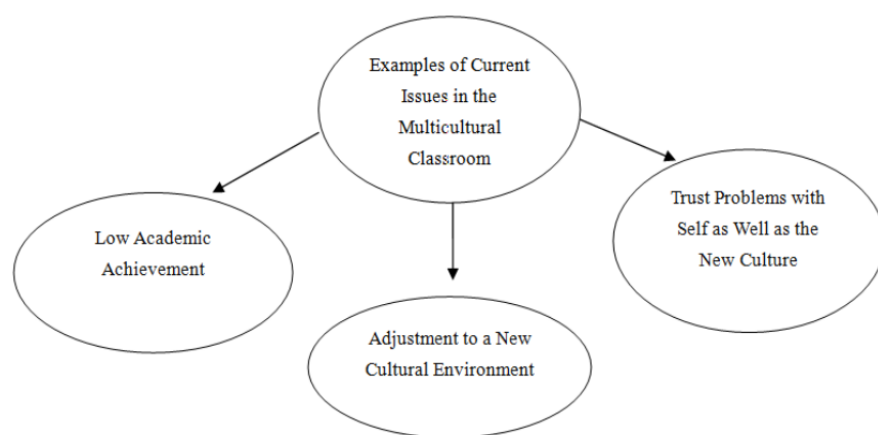 Examples of Current
Issues in the
Multicultural
Classroom
Low Academic
Achievement
Adjustment to a New
Cultural Environment
Trust Problems with
Self as Well as the
New Culture